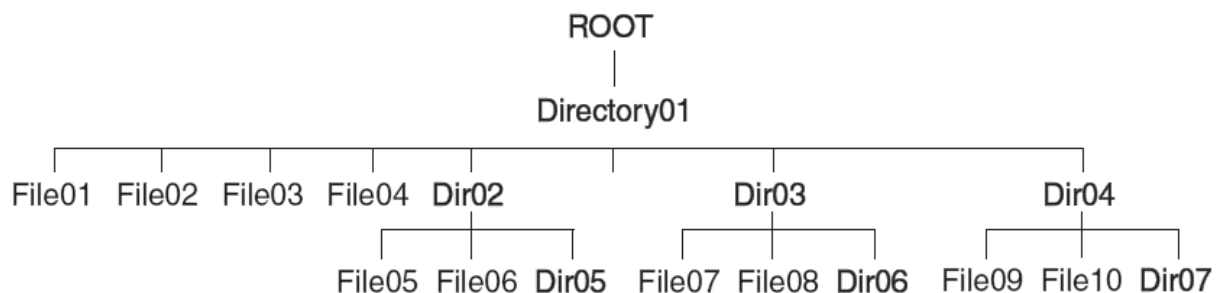 ROOT
Directory01
File01 File02 File03 File04 Dir02 Dir03 Dir04
File05 File06 Dir05 File07 File08 Dir06 File09 File10 Dir07